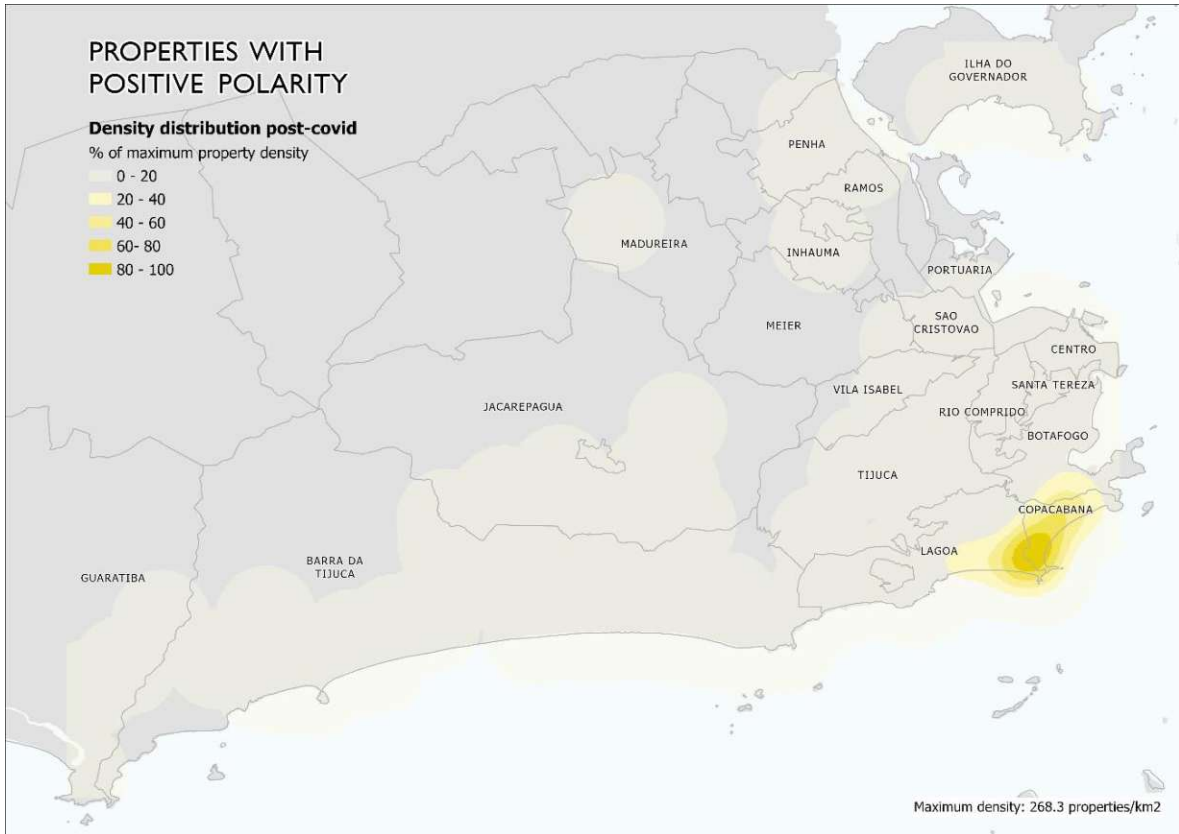 PROPERTIES WITH
POSITIVE POLARITY
Density distribution post-covid
% of maximum property density
0 - 20
20 - 40
40 - 60
60- 80
80 - 100
ILHA DO
GOVERNADOR
PENHA
RAMOS
MADUREIRA
INHAUMA
PORTUARIA
SAO
CRISTOVAO
MEIER
CENTRO
VILA ISABEL
SANTA TEREZA
JACAREPAGUA
RIO COMPRIDO
BOTAFOGO
TIJUCA
COPACABANA
LAGOA
BARRA DA
TIJUCA
GUARATIBA
Maximum density: 268.3 properties/km2